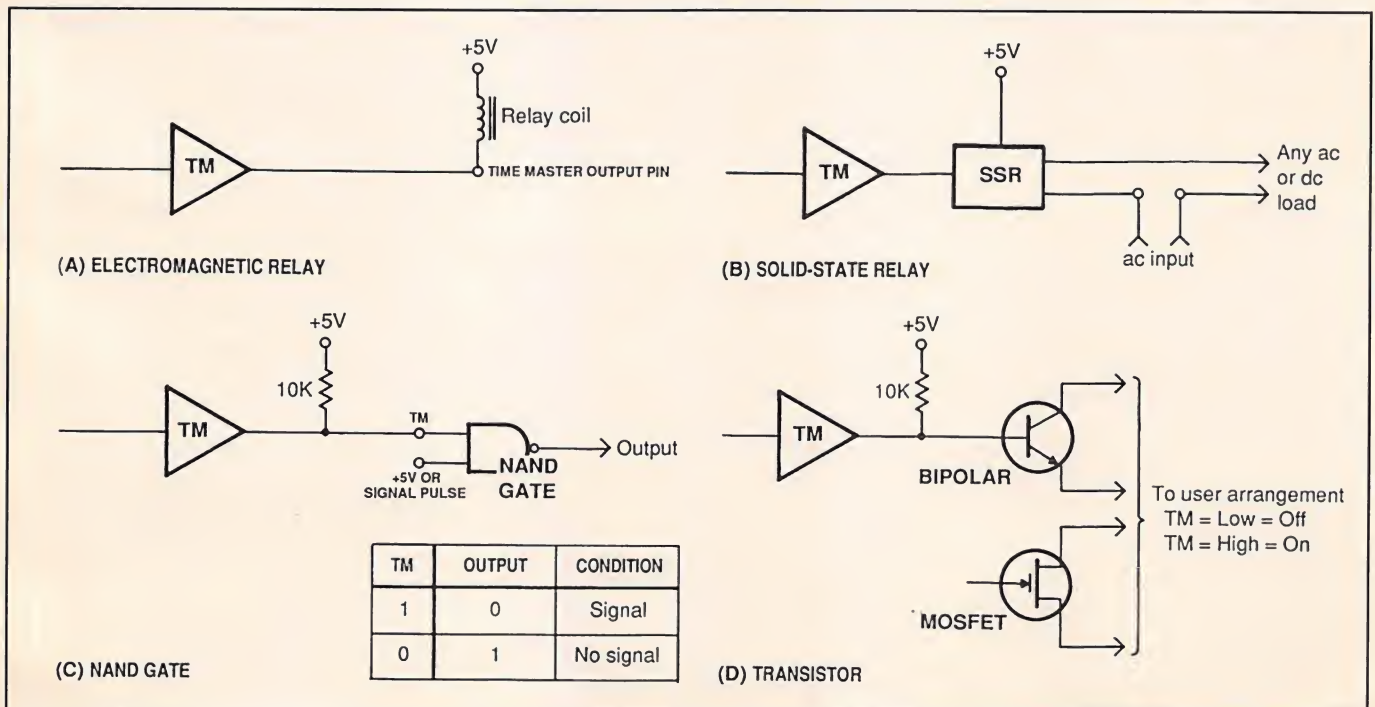 +5V
Relay coil
TM
TIME MASTER OUTPUT PIN
(A) ELECTROMAGNETIC RELAY
+5V
TM
SSR
Any ac
or dc
load
ac input
(B) SOLID-STATE RELAY
+5V
10K
TM
TM
+5V OR
SIGNAL PULSE
NAND
GATE
Output
TM OUTPUT CONDITION
1 0 Signal
0 1 No signal
(C) NAND GATE
+5V
10K
TM
BIPOLAR
MOSFET
To user arrangement
TM = Low = Off
TM = High = On
(D) TRANSISTOR